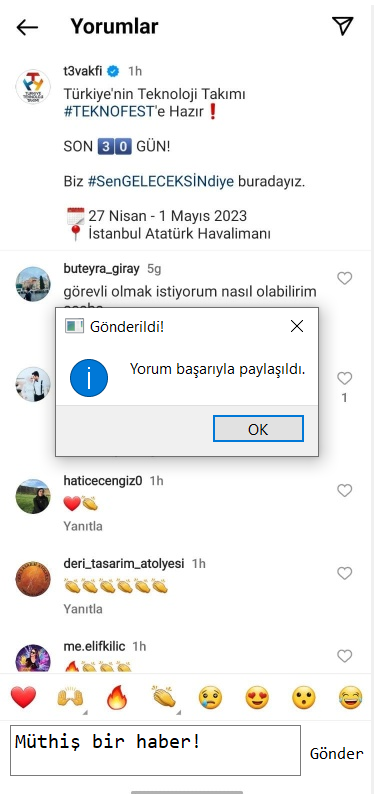 Yorumlar
t3vakfi 1h
Türkiye'nin Teknoloji Takımı
#TEKNOFEST'e Hazır❗
SON 3️⃣0️⃣ GÜN!
Biz #SenGELECEKSİNdiye buradayız.
📅 27 Nisan - 1 Mayıs 2023
📍 İstanbul Atatürk Havalimanı
buteyra_giray 5g
görevli olmak istiyorum nasıl olabilirim
Gönderildi!
Yorum başarıyla paylaşıldı.
1
OK
haticecengiz0 1h
❤️👏
Yanıtla
deri_tasarim_atolyesi 1h
👏👏👏👏👏👏
Yanıtla
me.elifkilic 1h
🔥👏👏👏
❤️ 🙌 🔥 👏 😢 😍 😮 😂
Müthiş bir haber!
Gönder